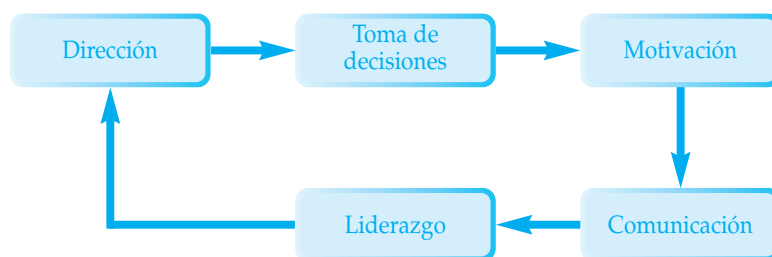 Dirección
Toma de
decisiones
Motivación
Comunicación
Liderazgo